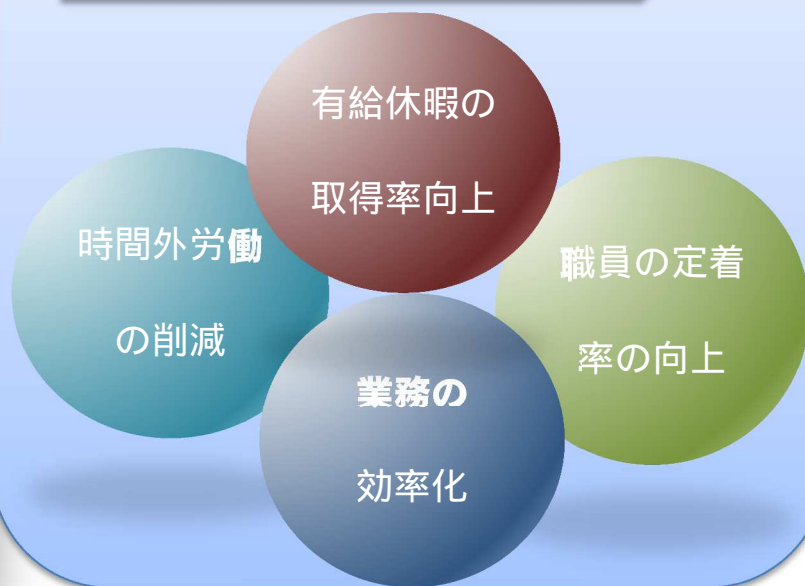 有給休暇の
取得率向上
時間外労働
の削減
職員の定着
率の向上
業務の
効率化